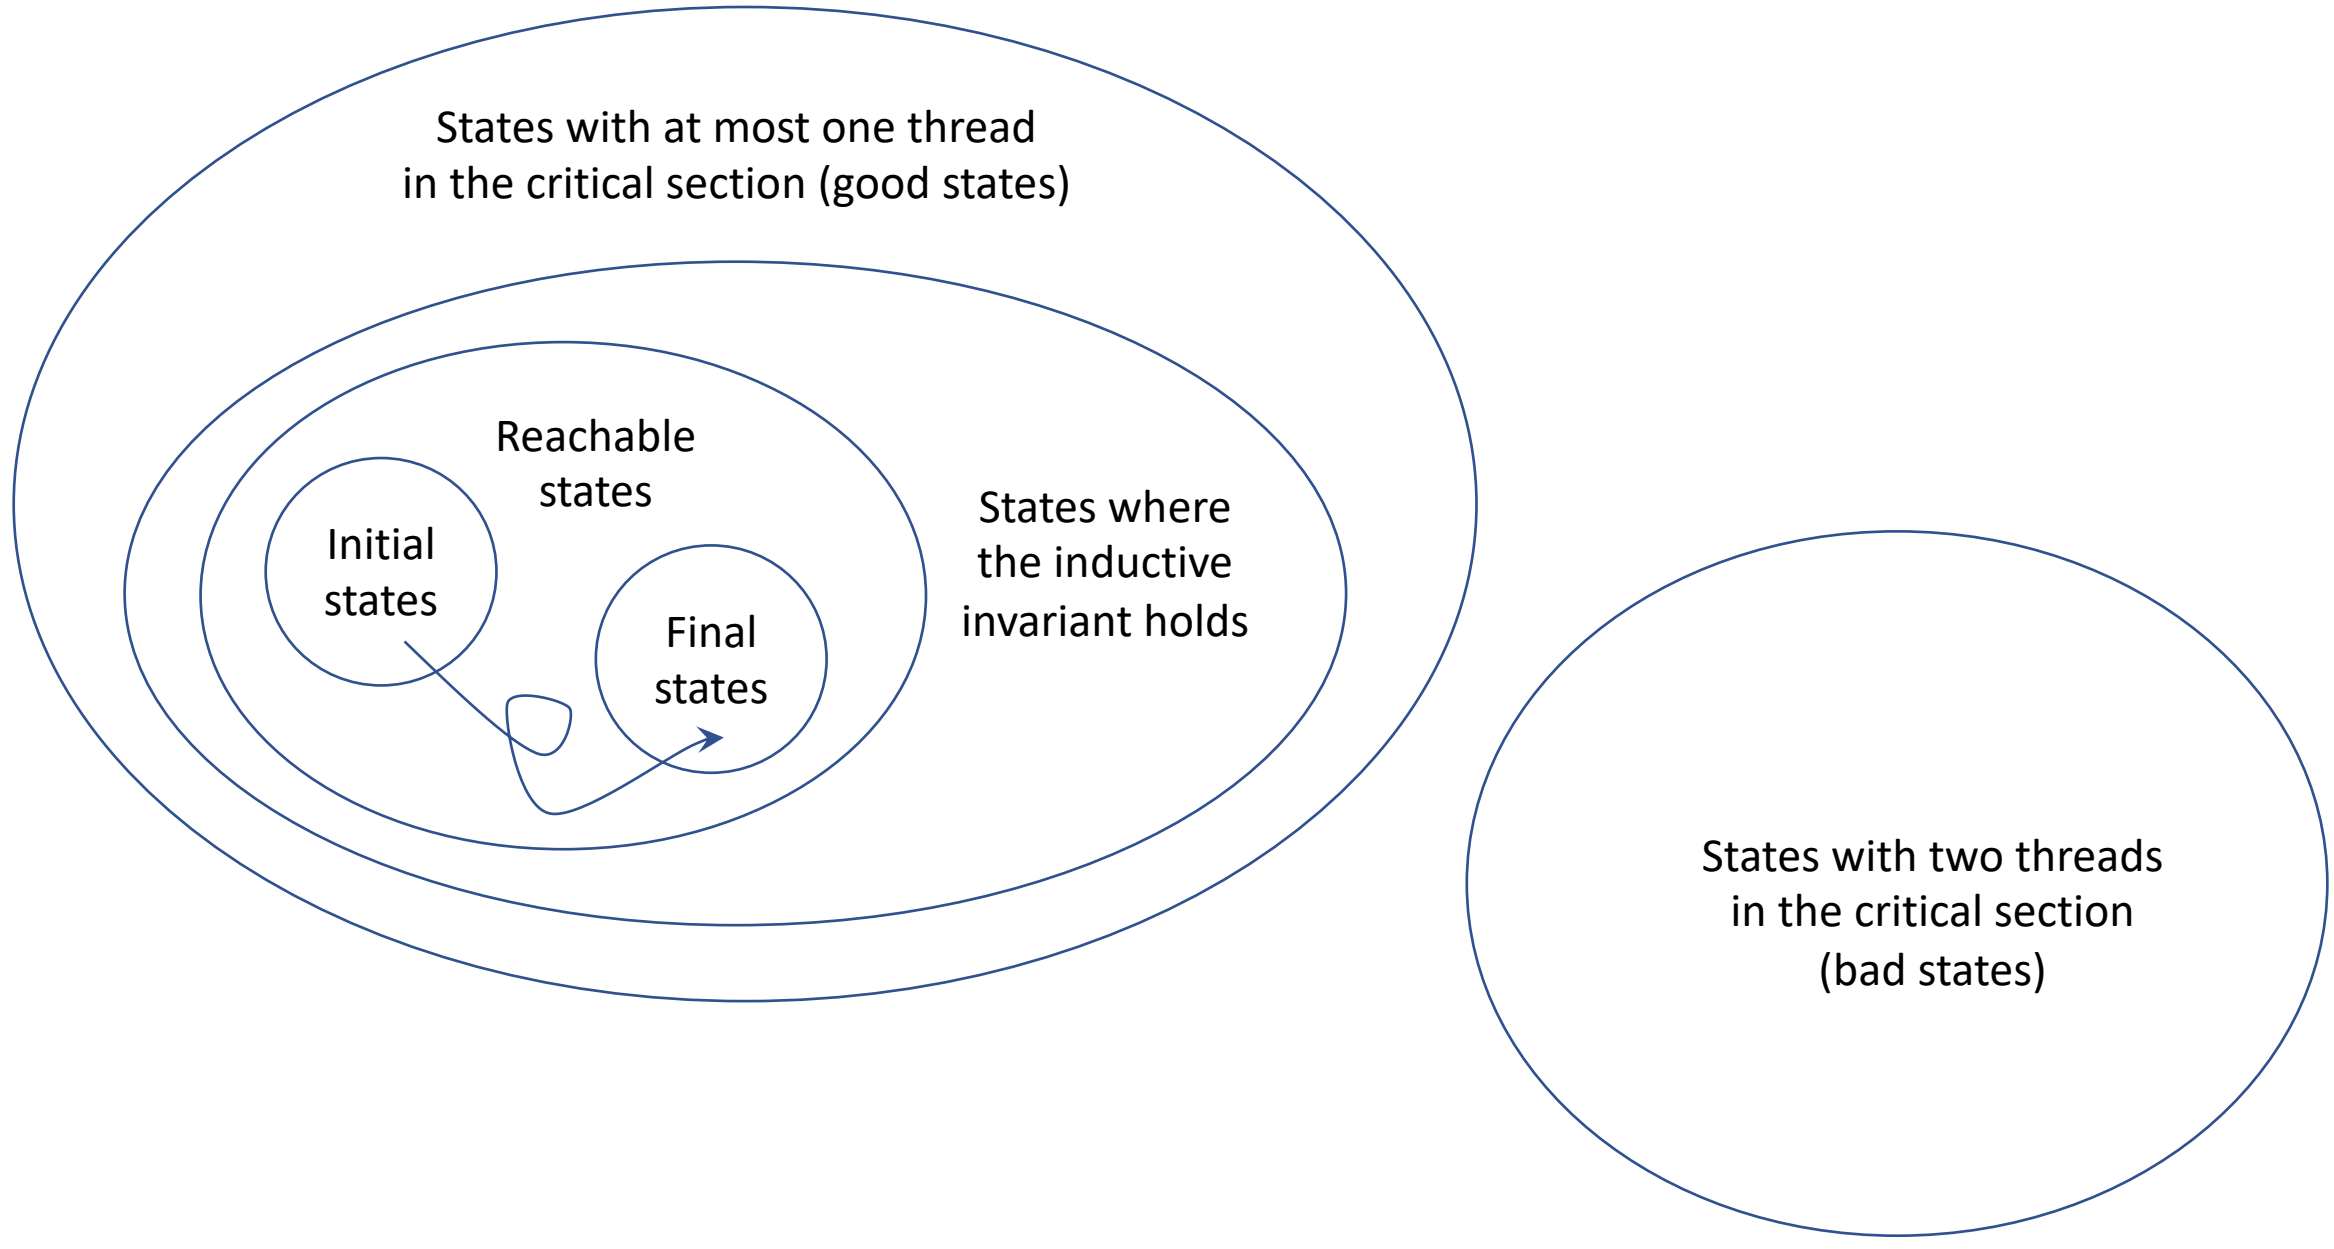 States with at most one thread
in the critical section (good states)
Reachable
states
Initial
states
Final
states
States where
the inductive
invariant holds
States with two threads
in the critical section
(bad states)